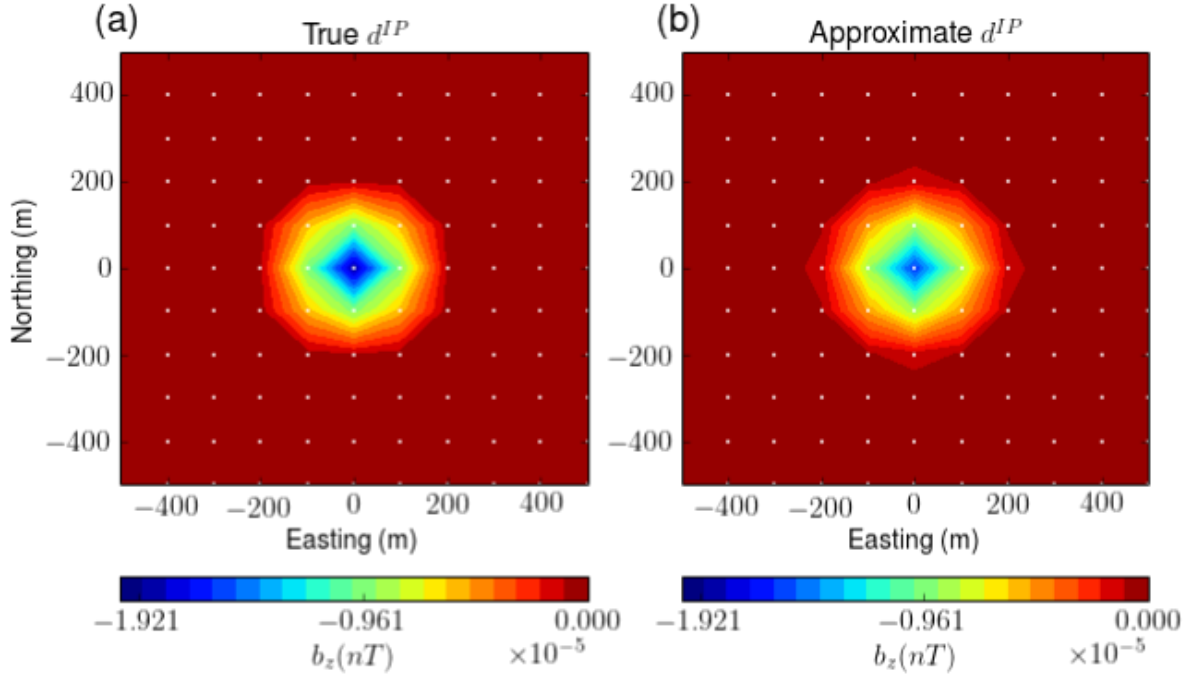 (a)
True d^{IP}
400
200
0
−200
−400
Northing (m)
−400 −200 0 200 400
Easting (m)
−1.921 −0.961 0.000
b_z(nT) ×10^{−5}
(b)
Approximate d^{IP}
400
200
0
−200
−400
−400 −200 0 200 400
Easting (m)
−1.921 −0.961 0.000
b_z(nT) ×10^{−5}